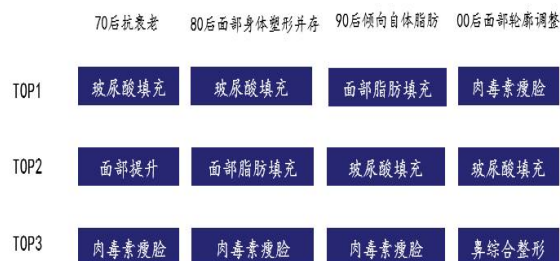 70后抗衰老 80后面部身体塑形并存 90后倾向自体脂肪 00后面部轮廓调整
TOP1 玻尿酸填充 玻尿酸填充 面部脂肪填充 肉毒素瘦脸
TOP2 面部提升 面部脂肪填充 玻尿酸填充 玻尿酸填充
TOP3 肉毒素瘦脸 肉毒素瘦脸 肉毒素瘦脸 鼻综合整形